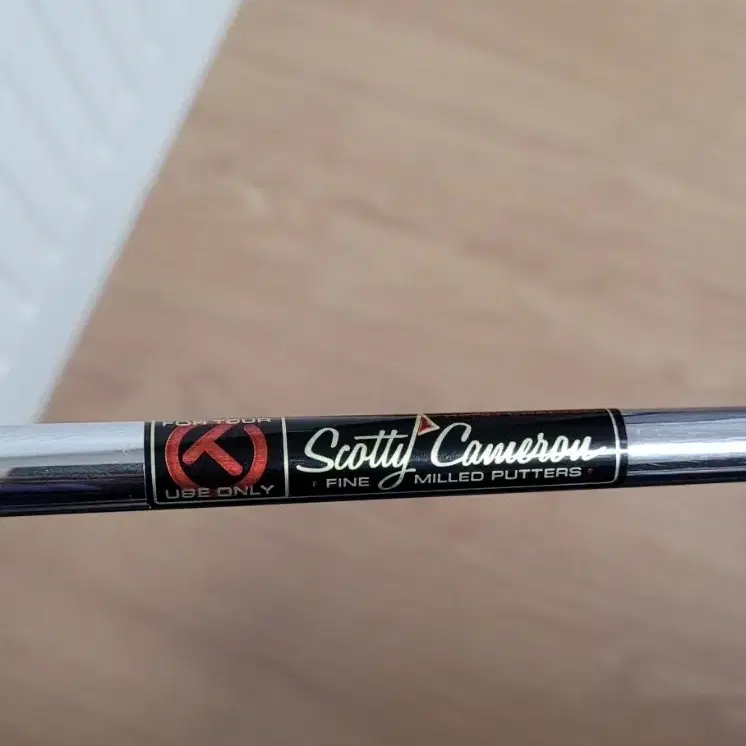 FOR TOUR
USE ONLY
Scotty Cameron
FINE MILLED PUTTERS